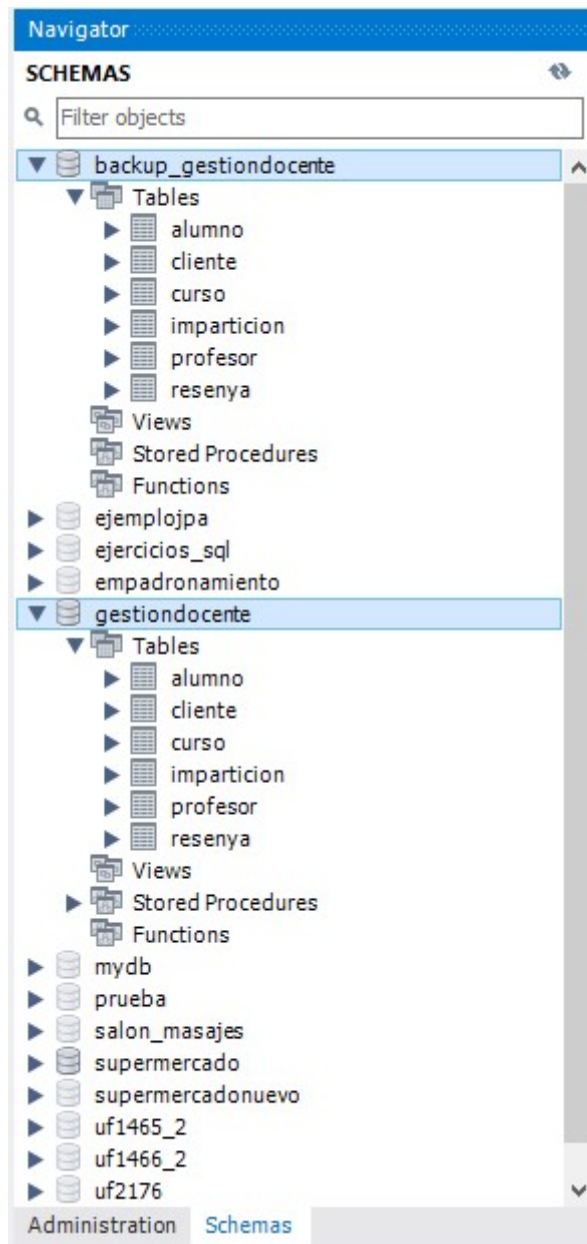 Navigator
SCHEMAS
Filter objects
backup_gestiondocente
Tables
alumno
cliente
curso
imparticion
profesor
resenya
Views
Stored Procedures
Functions
ejemplojpa
ejercicios_sql
empadronamiento
gestiondocente
Tables
alumno
cliente
curso
imparticion
profesor
resenya
Views
Stored Procedures
Functions
mydb
prueba
salon_masajes
supermercado
supermercadonuevo
uf1465_2
uf1466_2
uf2176
Administration Schemas